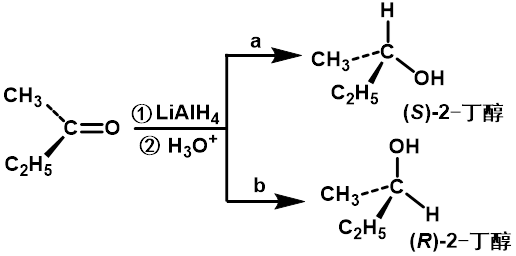 CH₃
C=O
C₂H₅
① LiAlH₄
② H₃O⁺
a
H
CH₃ C
OH
C₂H₅
(S)-2-丁醇
b
OH
CH₃ C
H
C₂H₅
(R)-2-丁醇